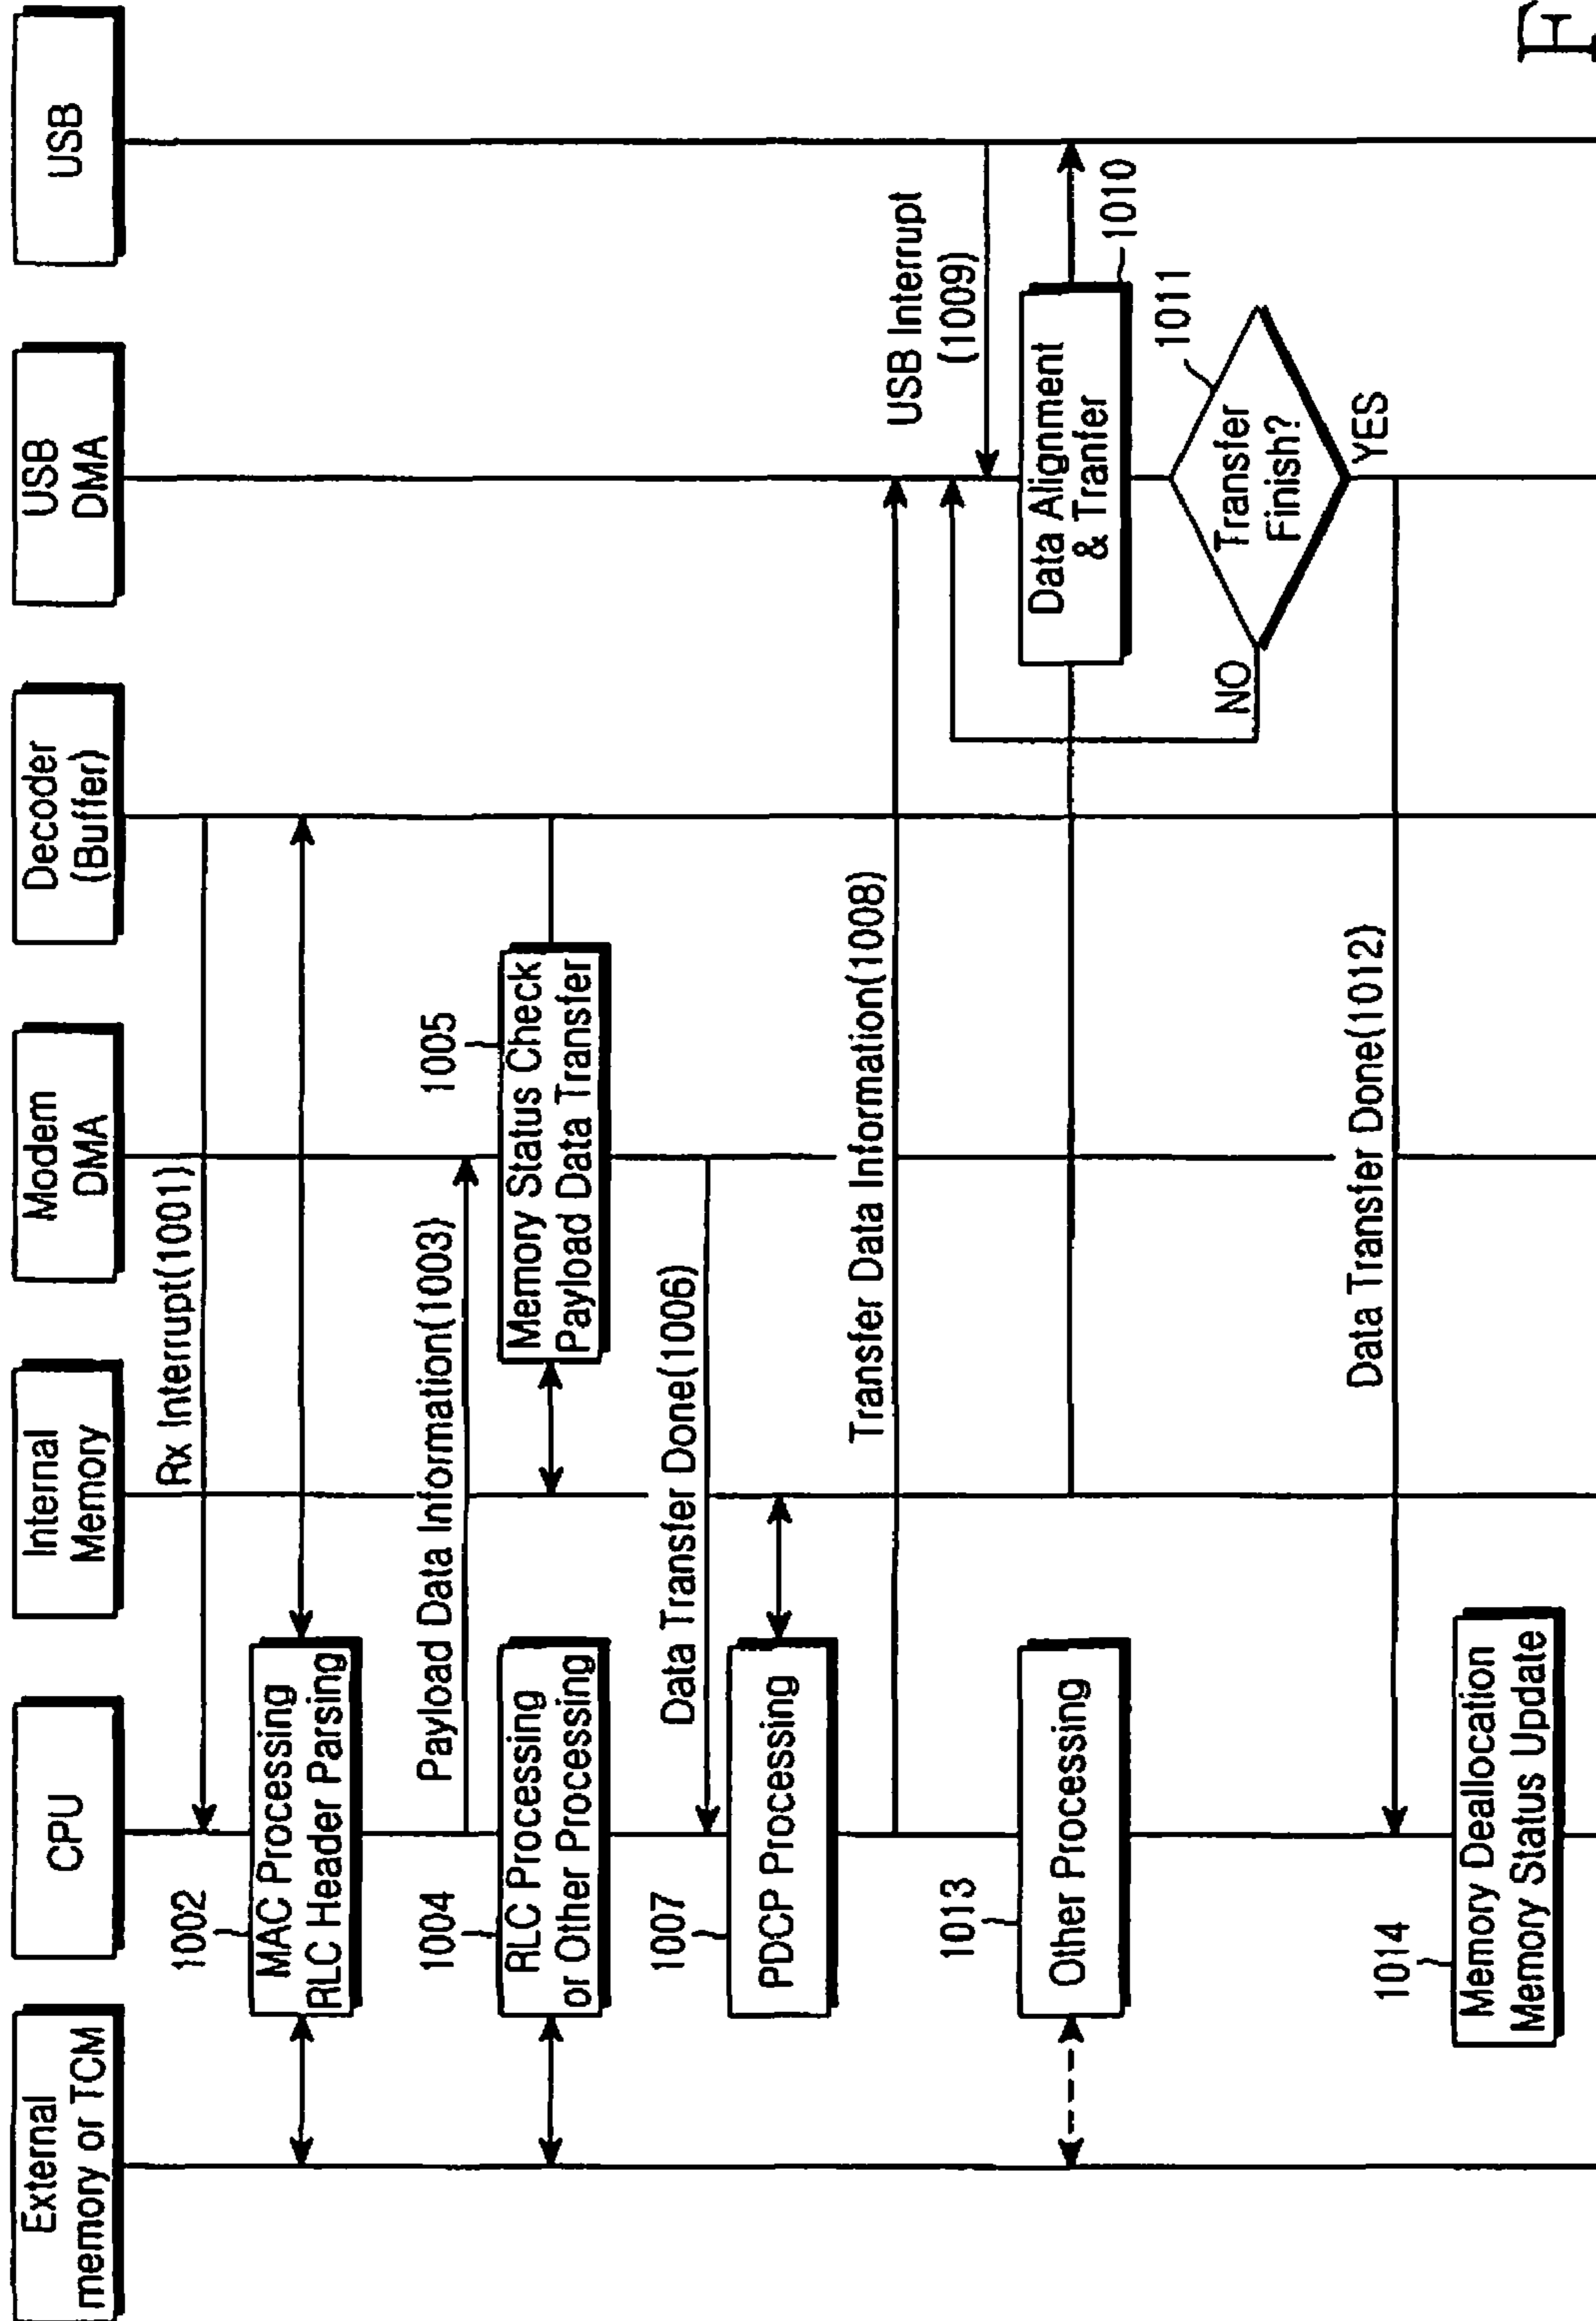 External
memory or TCM
CPU
Internal
Memory
Modem
DMA
Decoder
(Buffer)
USB
DMA
USB
Rx Interrupt(1001)
1002
MAC Processing
RLC Header Parsing
Payload Data Information(1003)
1004
RLC Processing
or Other Processing
1005
Memory Status Check
Payload Data Transfer
Data Transfer Done(1006)
1007
PDCP Processing
Transfer Data Information(1008)
USB Interrupt
(1009)
1013
Other Processing
Data Alignment
& Tranfer
1010
1011
Transfer
Finish?
NO
YES
Data Transfer Done(1012)
1014
Memory Deallocation
Memory Status Update
F